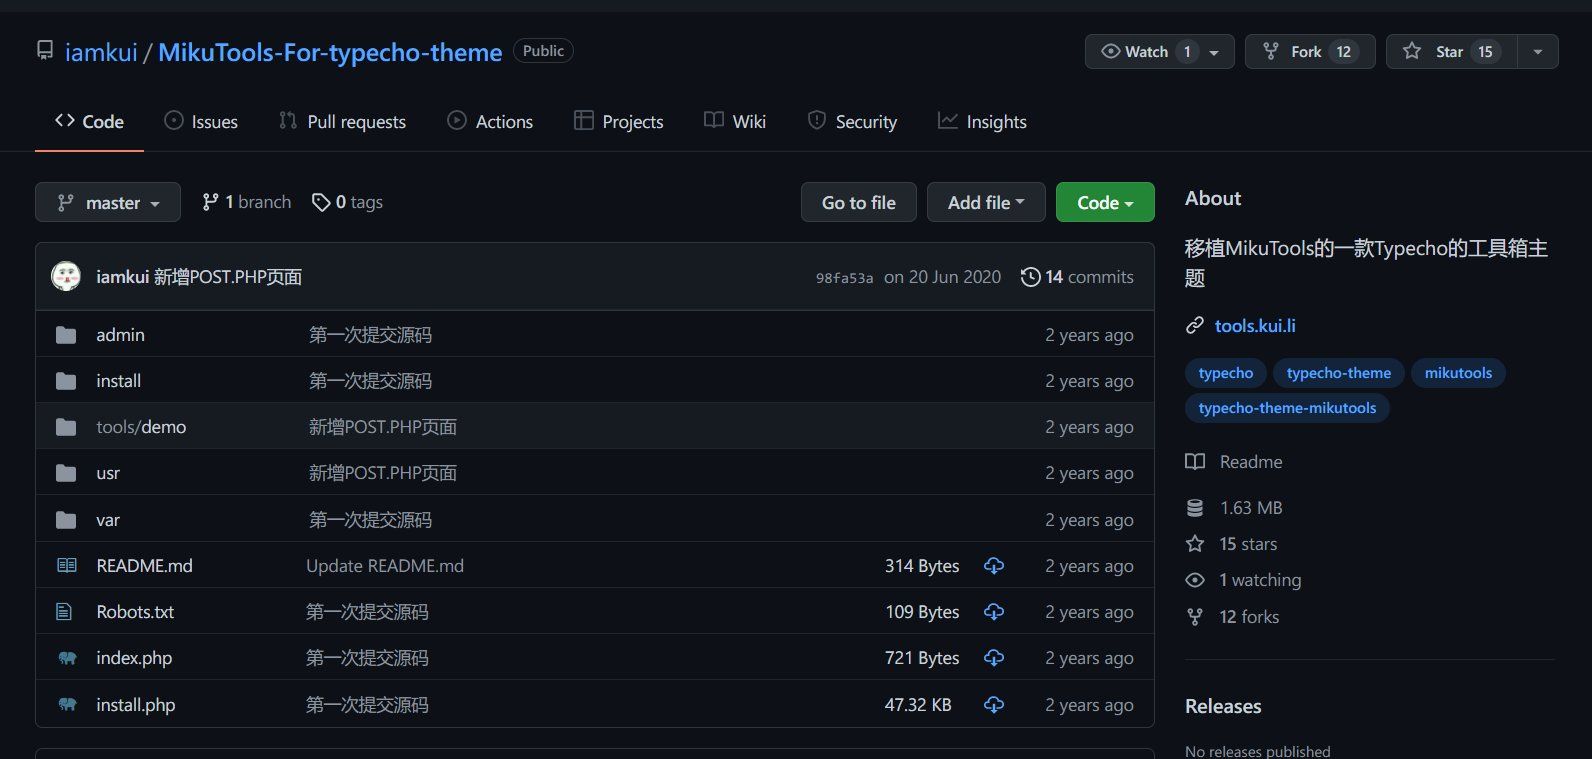 iamkui / MikuTools-For-typecho-theme Public Watch 1 Fork 12 Star 15
Code Issues Pull requests Actions Projects Wiki Security Insights
master 1 branch 0 tags Go to file Add file Code
iamkui 新增POST.PHP页面 98fa53a on 20 Jun 2020 14 commits
admin 第一次提交源码 2 years ago
install 第一次提交源码 2 years ago
tools/demo 新增POST.PHP页面 2 years ago
usr 新增POST.PHP页面 2 years ago
var 第一次提交源码 2 years ago
README.md Update README.md 314 Bytes 2 years ago
Robots.txt 第一次提交源码 109 Bytes 2 years ago
index.php 第一次提交源码 721 Bytes 2 years ago
install.php 第一次提交源码 47.32 KB 2 years ago
About
移植MikuTools的一款Typecho的工具箱主
题
tools.kui.li
typecho typecho-theme mikutools
typecho-theme-mikutools
Readme
1.63 MB
15 stars
1 watching
12 forks
Releases
No releases published